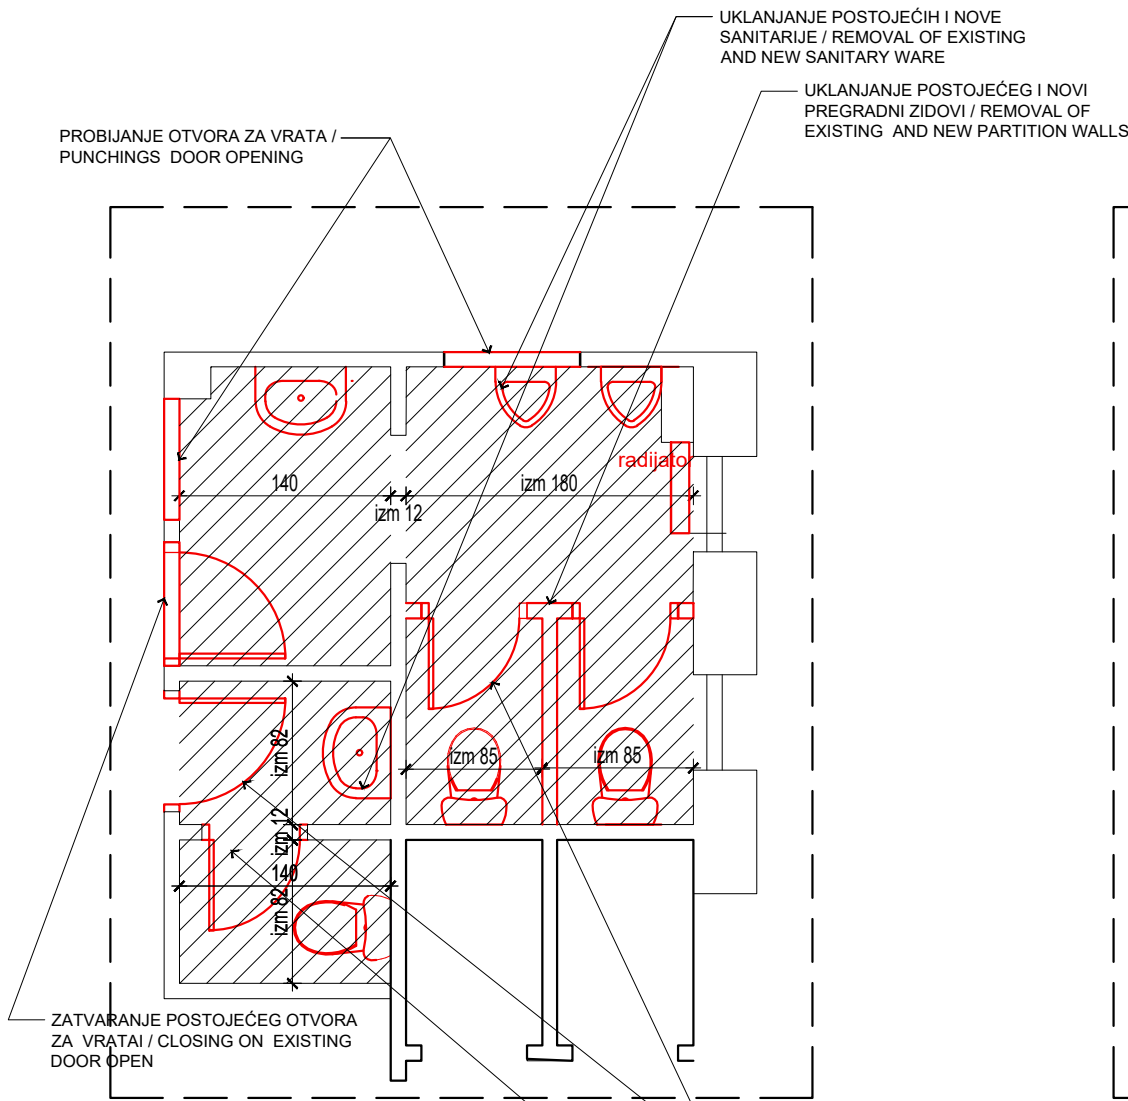 UKLANJANJE POSTOJEĆIH I NOVE
SANITARIJE / REMOVAL OF EXISTING
AND NEW SANITARY WARE
UKLANJANJE POSTOJEĆEG I NOVI
PREGRADNI ZIDOVI / REMOVAL OF
EXISTING AND NEW PARTITION WALLS
PROBIJANJE OTVORA ZA VRATA /
PUNCHINGS DOOR OPENING
radijator
140
izm 180
izm 12
izm 82
izm 85
izm 85
izm 12
140
izm 82
ZATVARANJE POSTOJEĆEG OTVORA
ZA VRATAI / CLOSING ON EXISTING
DOOR OPEN